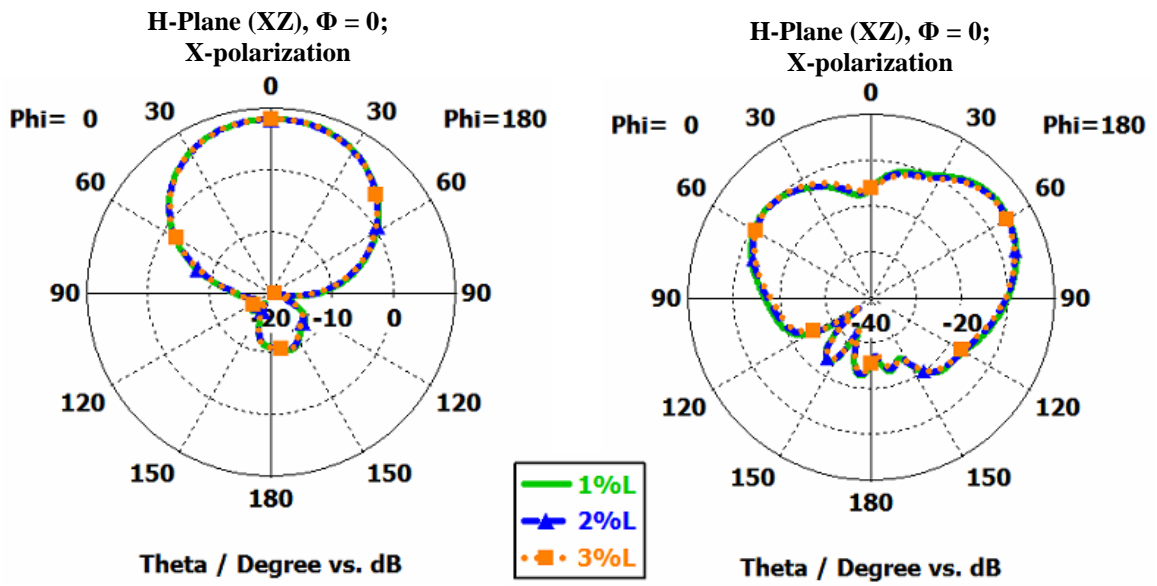 H-Plane (XZ), Φ = 0;
X-polarization
0
30
30
Phi= 0
Phi=180
60
60
90
90
-20
-10
0
120
120
150
150
180
Theta / Degree vs. dB
H-Plane (XZ), Φ = 0;
X-polarization
0
30
30
Phi= 0
Phi=180
60
60
90
90
-40
-20
120
120
150
150
180
Theta / Degree vs. dB
1%L
2%L
3%L